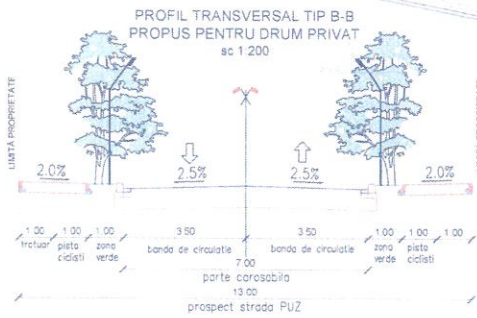 PROFIL TRANSVERSAL TIP B-B
PROPUS PENTRU DRUM PRIVAT
sc 1:200
LIMITĂ PROPRIETATE
2.0%
2.5%
2.5%
2.0%
1.00 1.00 1.00 3.50 3.50 1.00 1.00 1.00
trotuar pista ciclisti zona verde banda de circulatie banda de circulatie zona verde pista ciclisti
7.00
parte carosabila
13.00
prospect strada PUZ